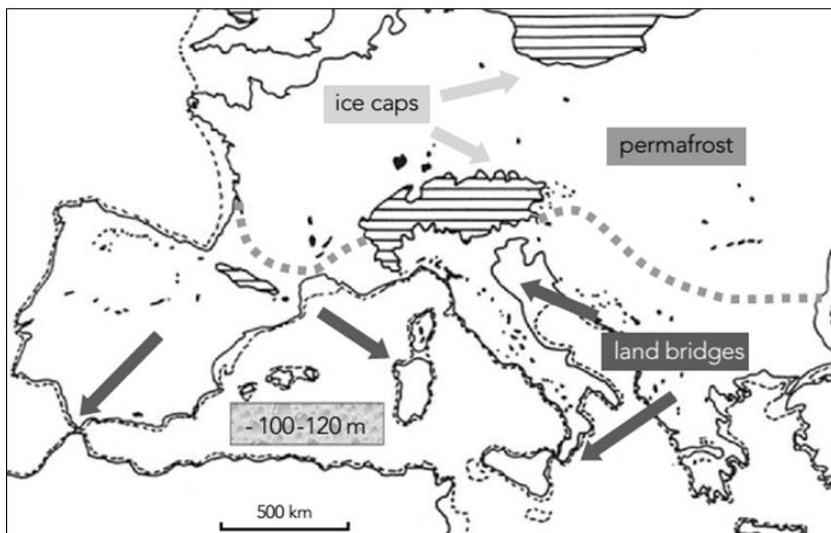 ice caps
permafrost
land bridges
- 100-120 m
500 km